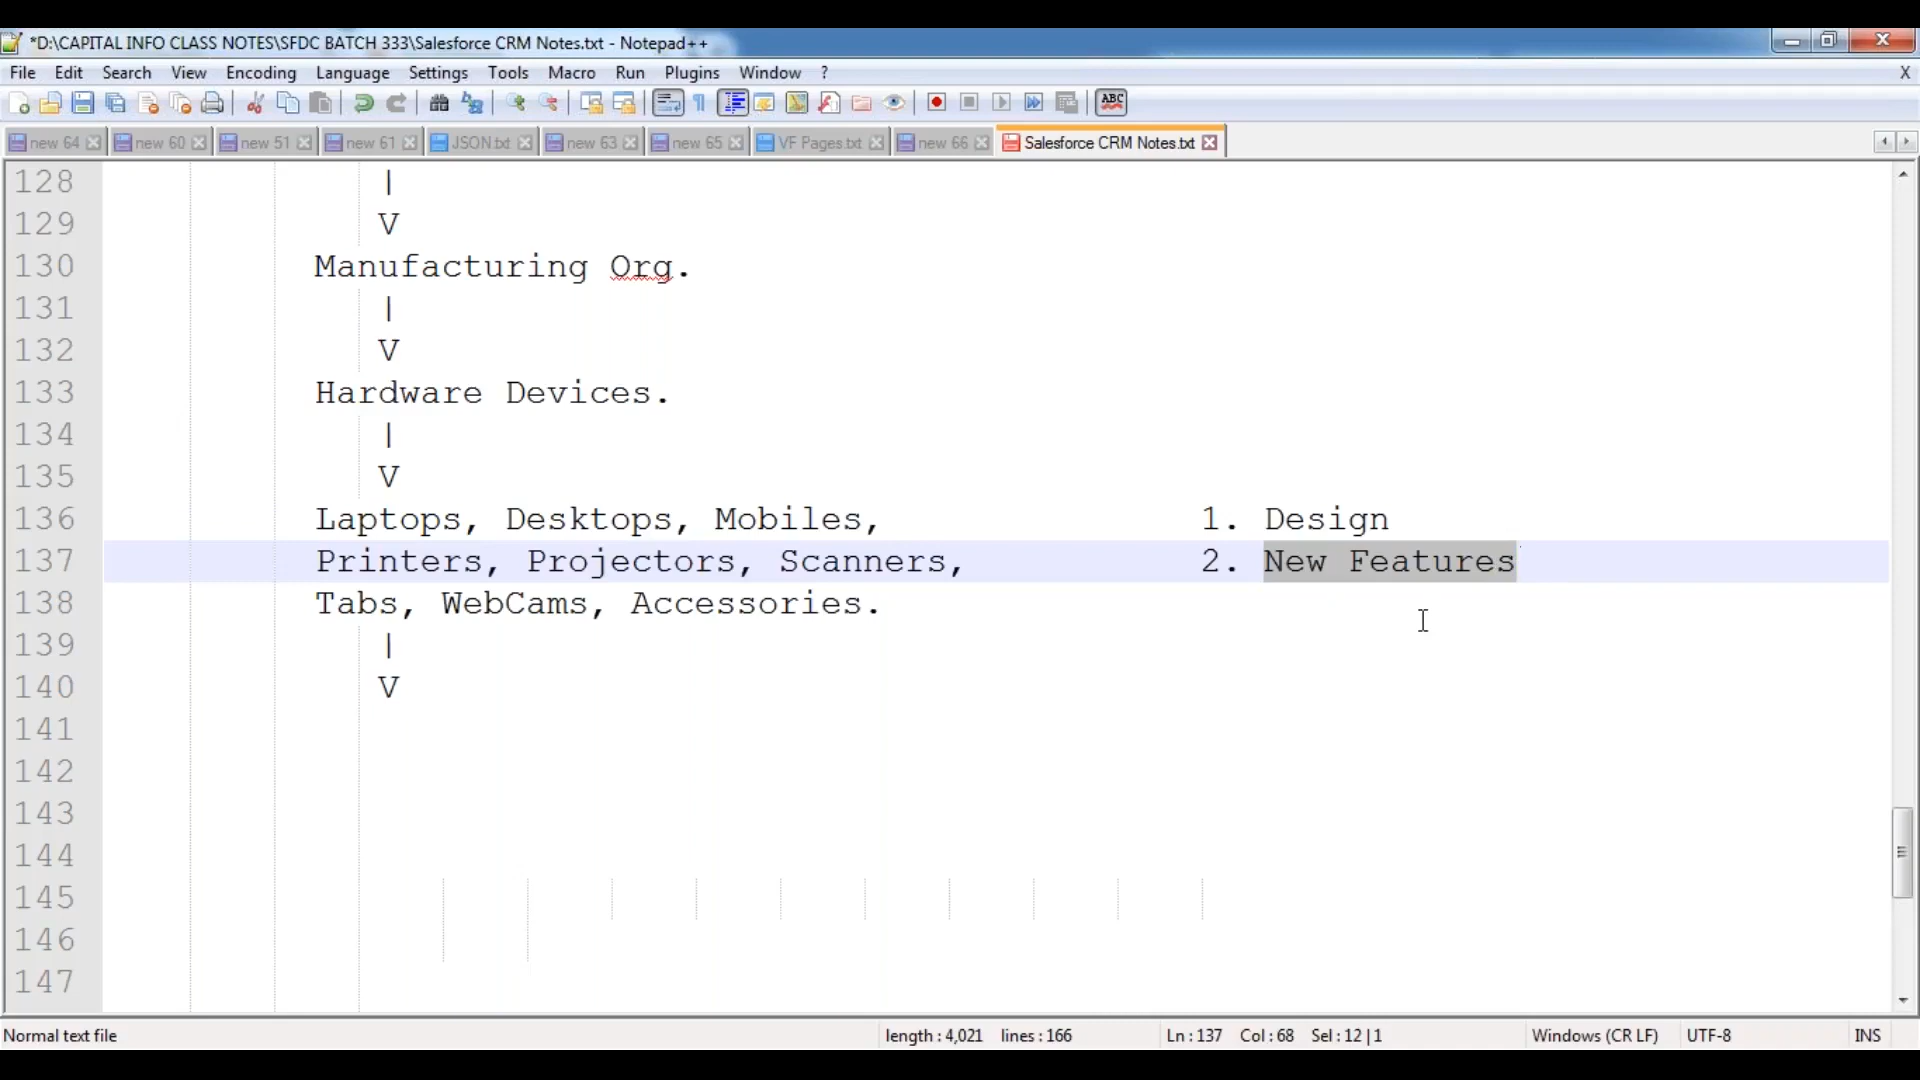 *D:\CAPITAL INFO CLASS NOTES\SFDC BATCH 333\Salesforce CRM Notes.txt - Notepad++
File Edit Search View Encoding Language Settings Tools Macro Run Plugins Window ? X
ABC
new 64 new 60 new 51 new 61 JSON.txt new 63 new 65 VF Pages.txt new 66 Salesforce CRM Notes.txt
128 |
129 V
130 Manufacturing Org.
131 |
132 V
133 Hardware Devices.
134 |
135 V
136 Laptops, Desktops, Mobiles, 1. Design
137 Printers, Projectors, Scanners, 2. New Features
138 Tabs, WebCams, Accessories.
139 |
140 V
141
142
143
144
145
146
147
Normal text file length : 4,021 lines : 166 Ln : 137 Col : 68 Sel : 12 | 1 Windows (CR LF) UTF-8 INS